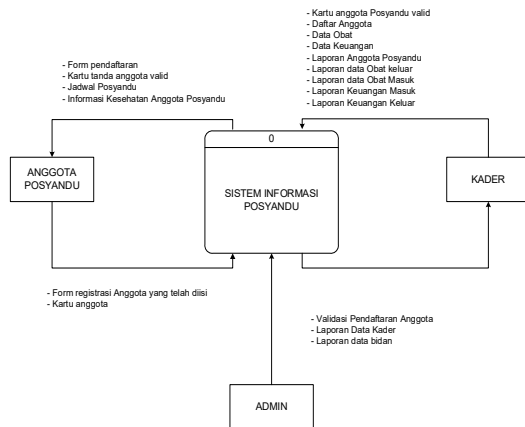 - Kartu anggota Posyandu valid
- Daftar Anggota
- Data Obat
- Data Keuangan
- Laporan Anggota Posyandu
- Laporan data Obat keluar
- Laporan data Obat Masuk
- Laporan Keuangan Masuk
- Laporan Keuangan Keluar
- Form pendaftaran
- Kartu tanda anggota valid
- Jadwal Posyandu
- Informasi Kesehatan Anggota Posyandu
0
ANGGOTA
POSYANDU
SISTEM INFORMASI
POSYANDU
KADER
- Form registrasi Anggota yang telah diisi
- Kartu anggota
- Validasi Pendaftaran Anggota
- Laporan Data Kader
- Laporan data bidan
ADMIN